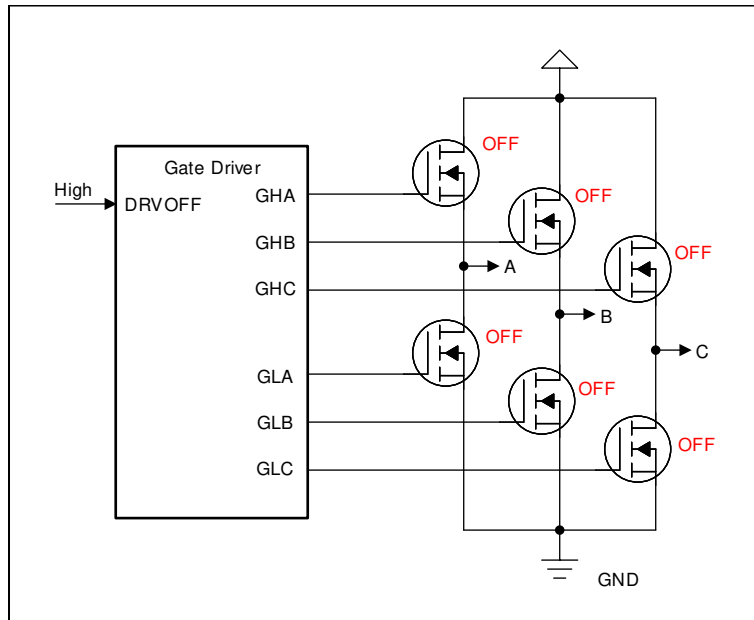 Gate Driver
High
DRVOFF
GHA
GHB
GHC
GLA
GLB
GLC
OFF
OFF
OFF
A
B
C
OFF
OFF
OFF
GND